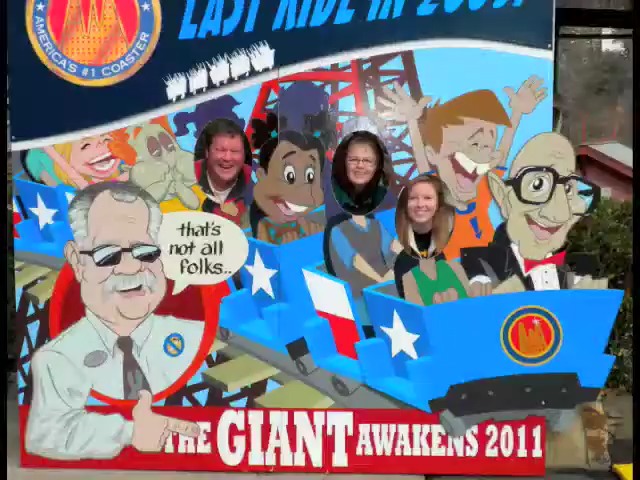 LAST RIDE IN 2009!
AMERICA'S #1 COASTER
that's
not all
folks..
THE GIANT AWAKENS 2011